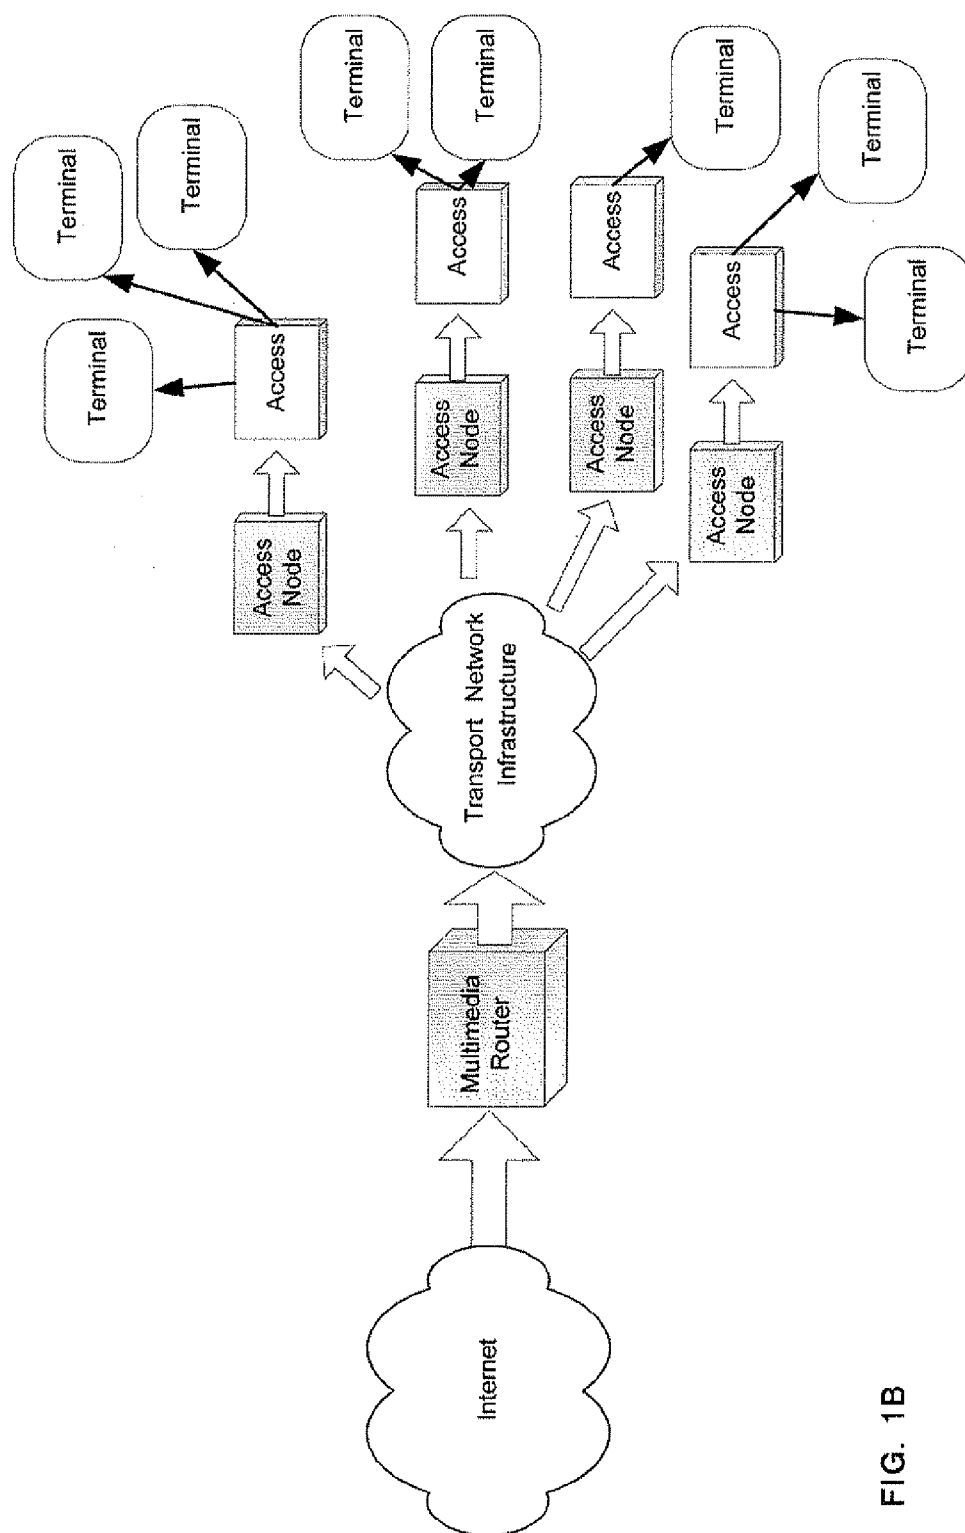 Internet
Multimedia
Router
Transport Network
Infrastructure
Access
Node
Access
Terminal
Terminal
Terminal
Access
Node
Access
Terminal
Terminal
Access
Node
Access
Terminal
Access
Node
Access
Terminal
Terminal
FIG. 1B